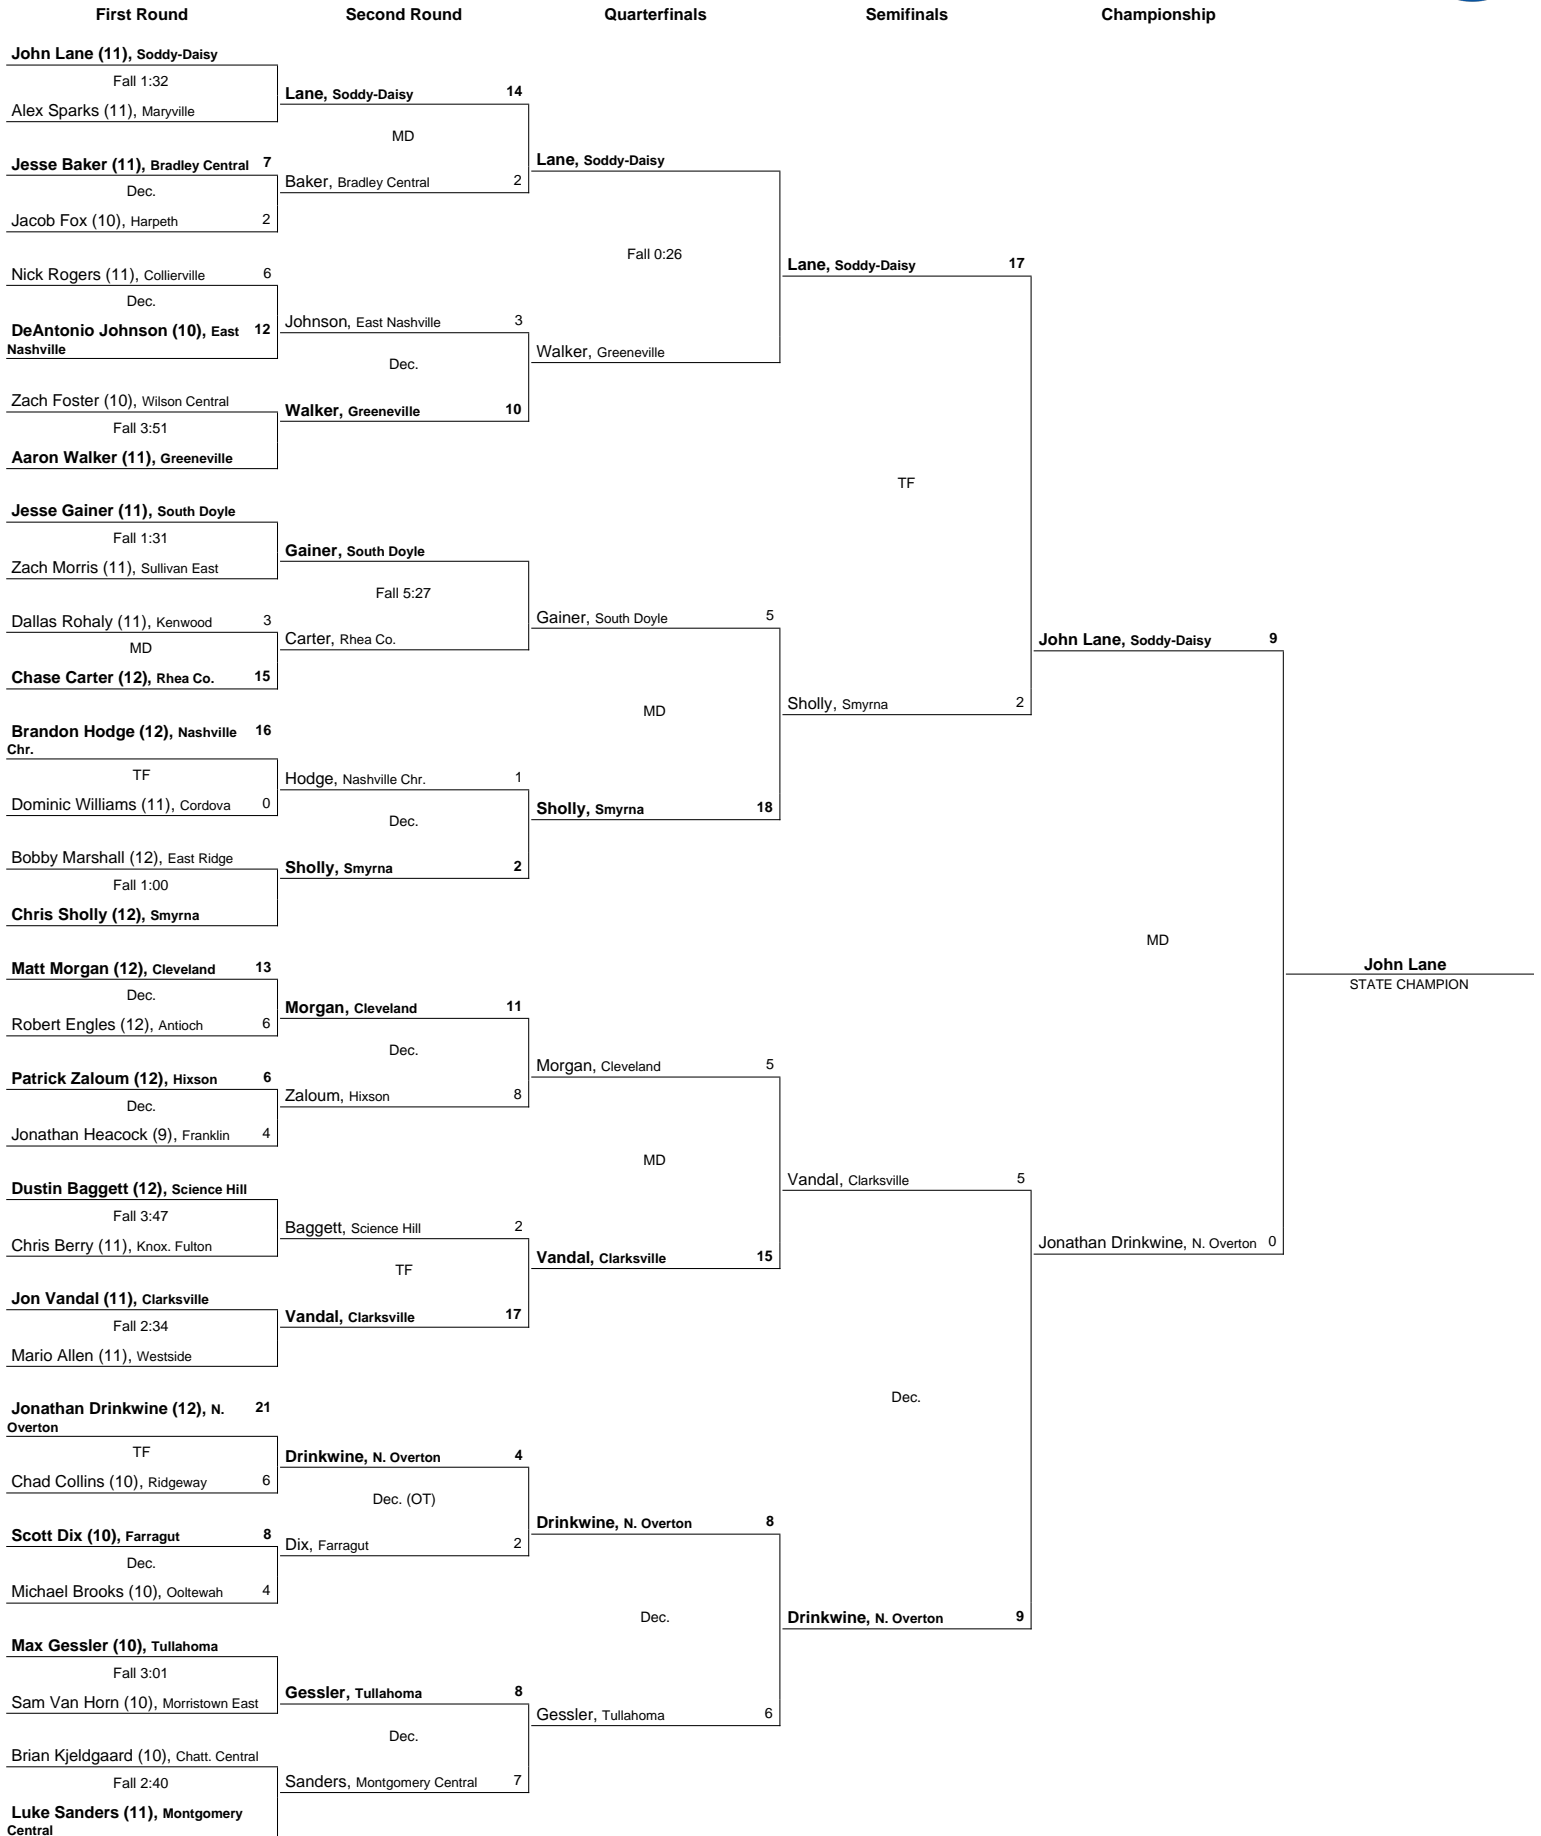 First Round
Second Round
Quarterfinals
Semifinals
Championship
John Lane (11), Soddy-Daisy
Fall 1:32
Alex Sparks (11), Maryville
Jesse Baker (11), Bradley Central 7
Dec.
Jacob Fox (10), Harpeth 2
Nick Rogers (11), Collierville 6
Dec.
DeAntonio Johnson (10), East 12
Nashville
Zach Foster (10), Wilson Central
Fall 3:51
Aaron Walker (11), Greeneville
Jesse Gainer (11), South Doyle
Fall 1:31
Zach Morris (11), Sullivan East
Dallas Rohaly (11), Kenwood 3
MD
Chase Carter (12), Rhea Co. 15
Brandon Hodge (12), Nashville 16
Chr.
TF
Dominic Williams (11), Cordova 0
Bobby Marshall (12), East Ridge
Fall 1:00
Chris Sholly (12), Smyrna
Matt Morgan (12), Cleveland 13
Dec.
Robert Engles (12), Antioch 6
Patrick Zaloum (12), Hixson 6
Dec.
Jonathan Heacock (9), Franklin 4
Dustin Baggett (12), Science Hill
Fall 3:47
Chris Berry (11), Knox. Fulton
Jon Vandal (11), Clarksville
Fall 2:34
Mario Allen (11), Westside
Jonathan Drinkwine (12), N. 21
Overton
TF
Chad Collins (10), Ridgeway 6
Scott Dix (10), Farragut 8
Dec.
Michael Brooks (10), Ooltewah 4
Max Gessler (10), Tullahoma
Fall 3:01
Sam Van Horn (10), Morristown East
Brian Kjeldgaard (10), Chatt. Central
Fall 2:40
Luke Sanders (11), Montgomery
Central
Lane, Soddy-Daisy 14
MD
Baker, Bradley Central 2
Johnson, East Nashville 3
Dec.
Walker, Greeneville 10
Gainer, South Doyle
Fall 5:27
Carter, Rhea Co.
Hodge, Nashville Chr. 1
Dec.
Sholly, Smyrna 2
Morgan, Cleveland 11
Dec.
Zaloum, Hixson 8
Baggett, Science Hill 2
TF
Vandal, Clarksville 17
Drinkwine, N. Overton 4
Dec. (OT)
Dix, Farragut 2
Gessler, Tullahoma 8
Dec.
Sanders, Montgomery Central 7
Lane, Soddy-Daisy
Fall 0:26
Walker, Greeneville
Gainer, South Doyle 5
MD
Sholly, Smyrna 18
Morgan, Cleveland 5
MD
Vandal, Clarksville 15
Drinkwine, N. Overton 8
Dec.
Gessler, Tullahoma 6
Lane, Soddy-Daisy 17
TF
Sholly, Smyrna 2
Vandal, Clarksville 5
Dec.
Drinkwine, N. Overton 9
John Lane, Soddy-Daisy 9
MD
Jonathan Drinkwine, N. Overton 0
John Lane
STATE CHAMPION